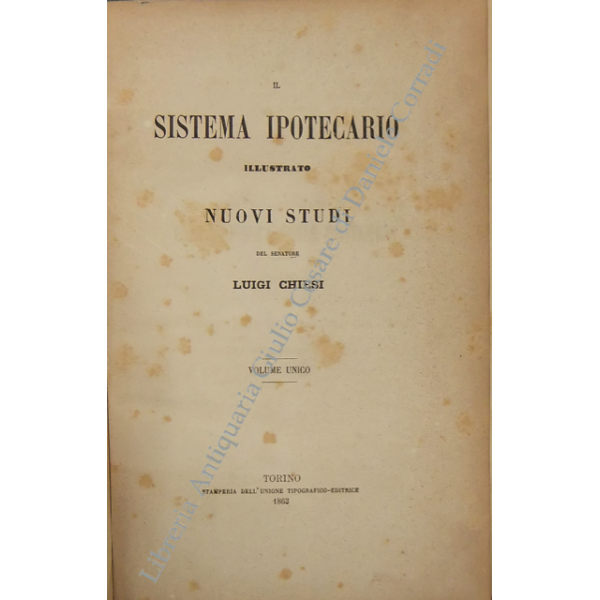 IL
SISTEMA IPOTECARIO
ILLUSTRATO
NUOVI STUDI
DEL SENATORE
LUIGI CHIESI
VOLUME UNICO
TORINO
STAMPERIA DELL'UNIONE TIPOGRAFICO-EDITRICE
1862
Libreria Antiquaria Giulio Cesare di Daniele Corradi